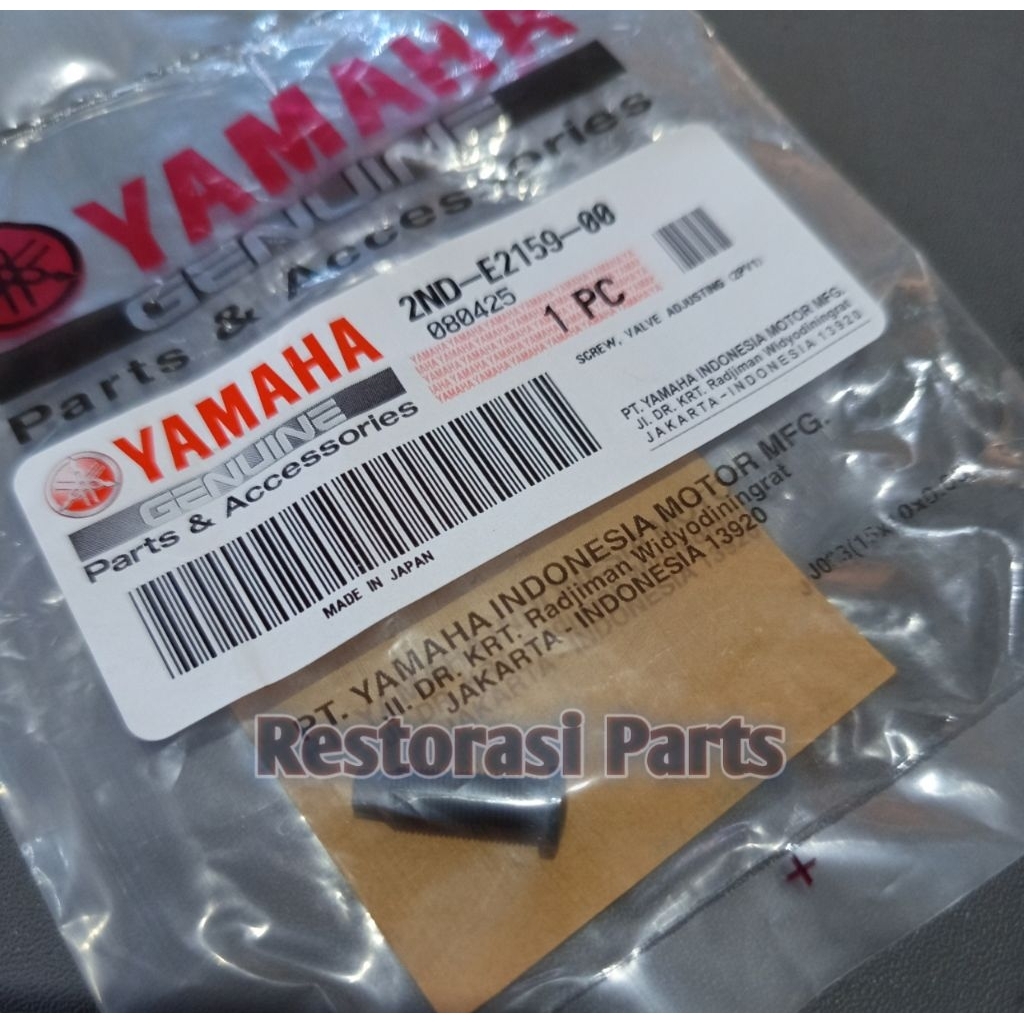 YAMAHA
GENUINE
Parts & Accessories
2ND-E2159-00
080425
1 PC
SCREW, VALVE ADJUSTING (2PV1)
YAMAHA
GENUINE
Parts & Accessories
PT. YAMAHA INDONESIA MOTOR MFG.
Jl. DR. KRT. Radjiman Widyodiningrat
JAKARTA - INDONESIA 13920
MADE IN JAPAN
PT. YAMAHA INDONESIA MOTOR MFG.
Jl. DR. KRT. Radjiman Widyodiningrat
JAKARTA - INDONESIA 13920
Restorasi Parts